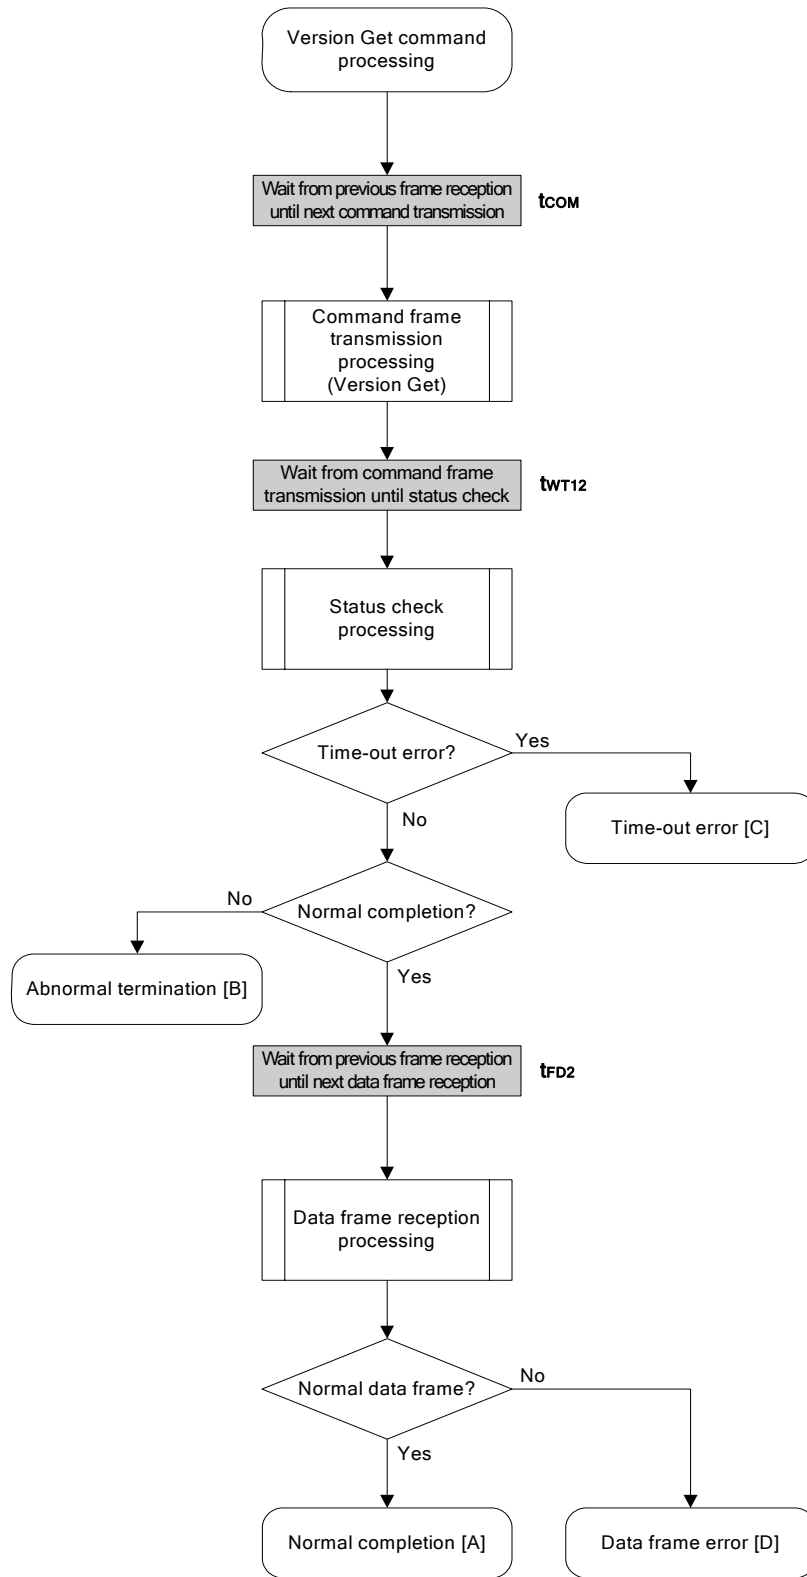 Version Get command
processing
Wait from previous frame reception
until next command transmission
tCOM
Command frame
transmission
processing
(Version Get)
Wait from command frame
transmission until status check
tWT12
Status check
processing
Time-out error?
Yes
Time-out error [C]
No
No
Normal completion?
Abnormal termination [B]
Yes
Wait from previous frame reception
until next data frame reception
tFD2
Data frame reception
processing
Normal data frame?
No
Yes
Normal completion [A]
Data frame error [D]